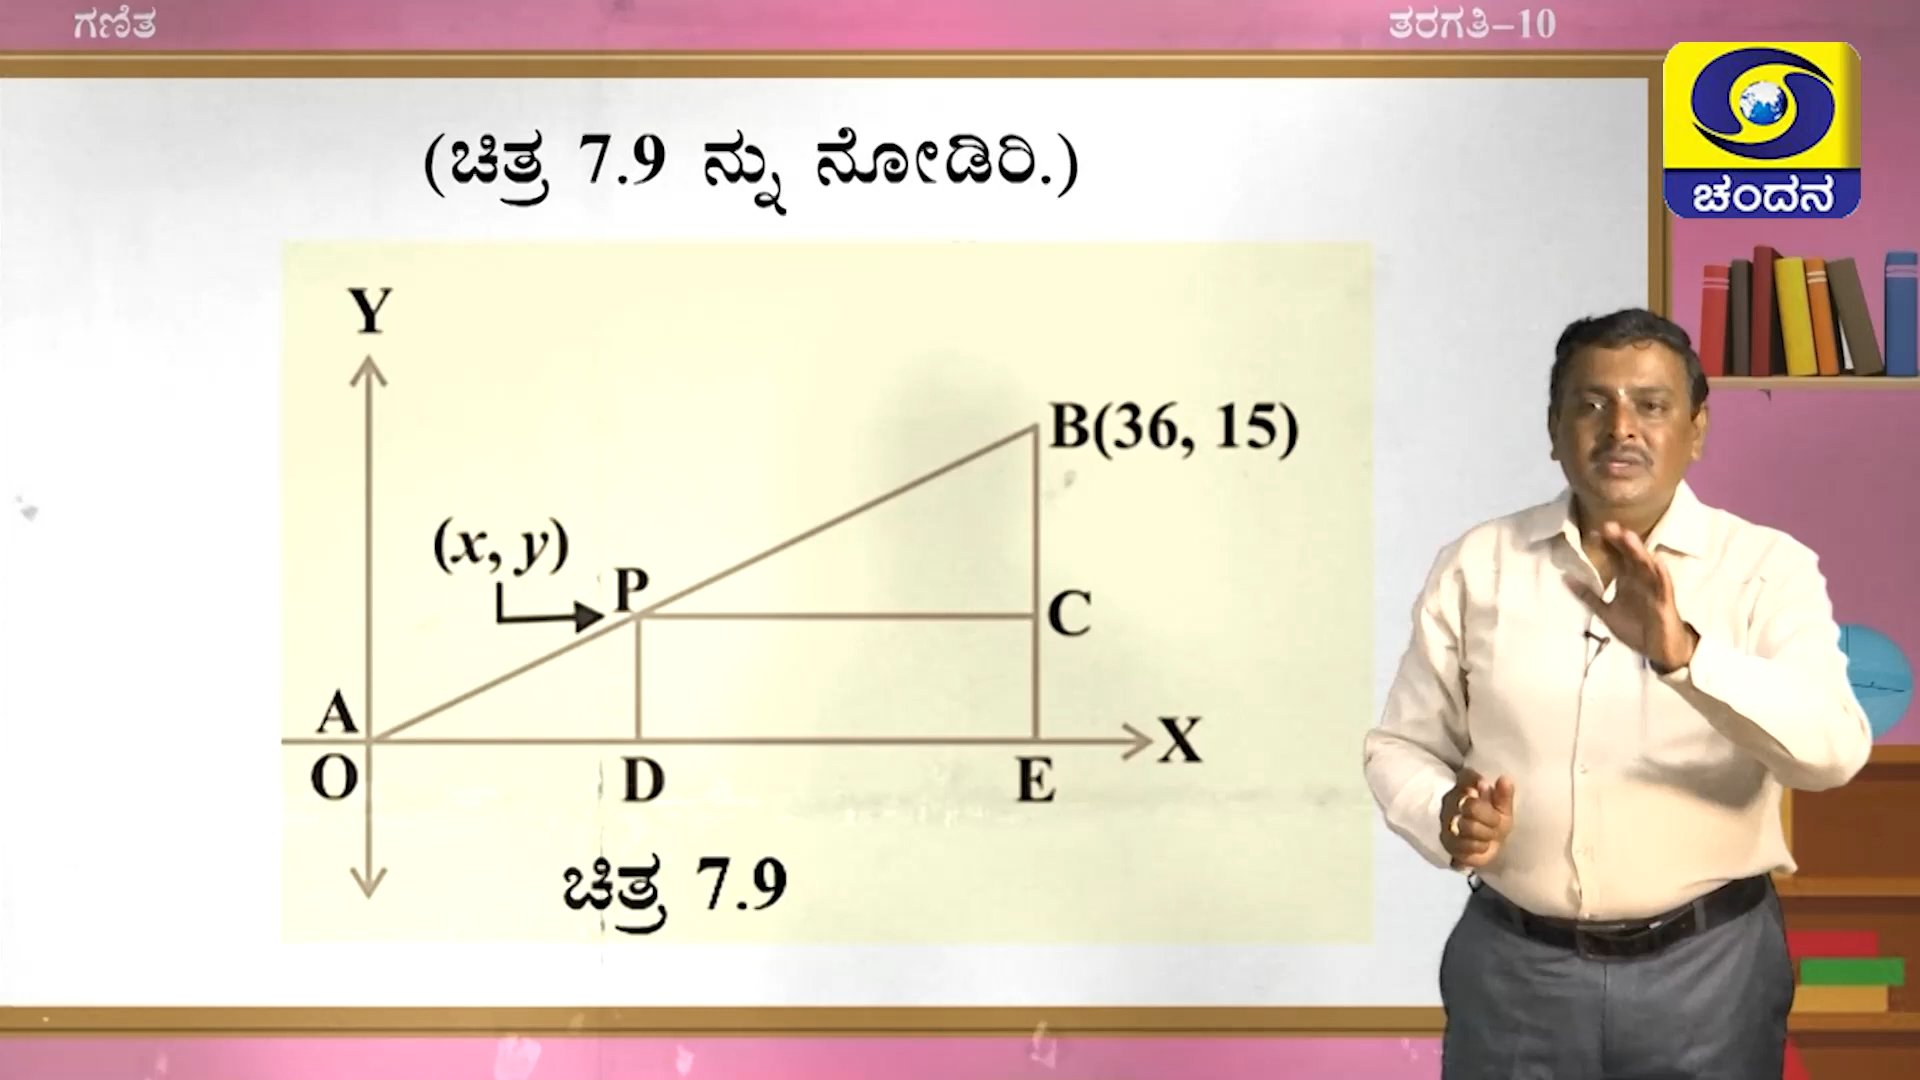 ಗಣಿತ
ತರಗತಿ–10
ಚಂದನ
(ಚಿತ್ರ 7.9 ನ್ನು ನೋಡಿರಿ.)
Y
B(36, 15)
(x, y)
P
C
A
X
O
D
E
ಚಿತ್ರ 7.9